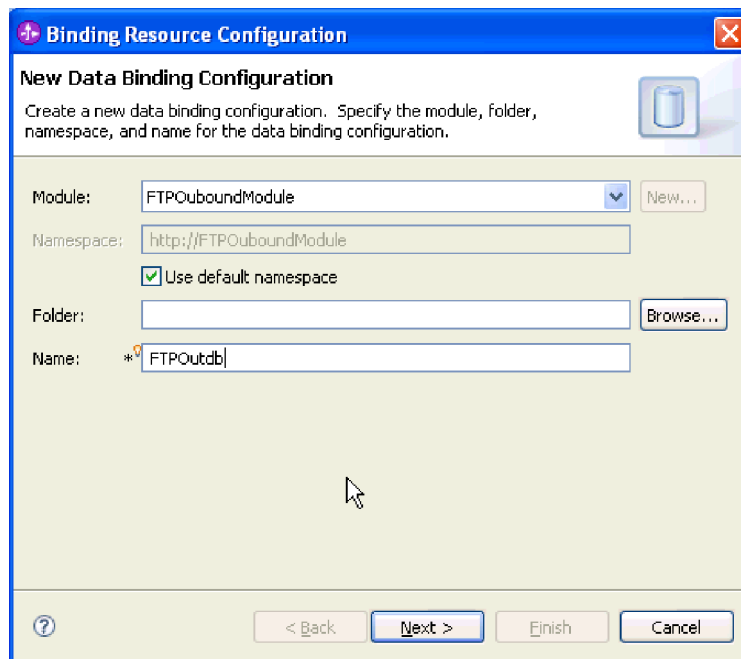 Binding Resource Configuration
New Data Binding Configuration
Create a new data binding configuration. Specify the module, folder,
namespace, and name for the data binding configuration.
Module: FTPOuboundModule New...
Namespace: http://FTPOuboundModule
Use default namespace
Folder: Browse...
Name: * FTPOutdb
? < Back Next > Finish Cancel